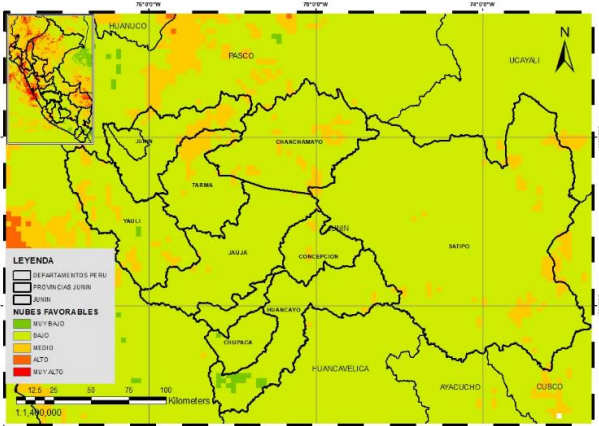 76°0'0"W
75°0'0"W
74°0'0"W
HUANUCO
PASCO
UCAYALI
N
JUNIN
CHANCHAMAYO
TARMA
YAULI
JUNIN
JAUJA
CONCEPCION
SATIPO
LEYENDA
DEPARTAMENTOS PERU
PROVINCIAS JUNIN
JUNIN
NUBES FAVORABLES
MUY BAJO
BAJO
MEDIO
ALTO
MUY ALTO
HUANCAYO
CHUPACA
HUANCAVELICA
AYACUCHO
CUSCO
12.5 25 50 75 100
Kilometers
1:1,400,000